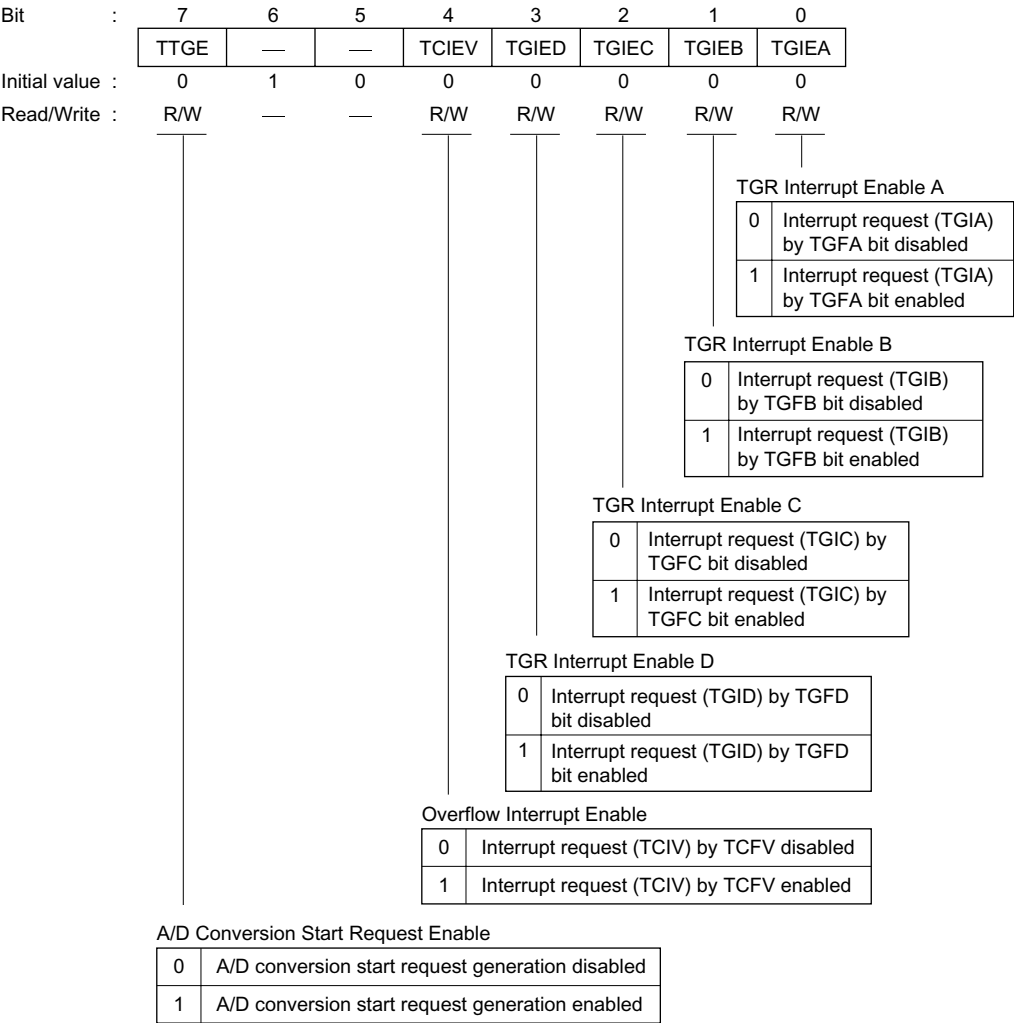 Bit : 7 6 5 4 3 2 1 0
TTGE — — TCIEV TGIED TGIEC TGIEB TGIEA
Initial value : 0 1 0 0 0 0 0 0
Read/Write : R/W — — R/W R/W R/W R/W R/W
TGR Interrupt Enable A
0 Interrupt request (TGIA)
by TGFA bit disabled
1 Interrupt request (TGIA)
by TGFA bit enabled
TGR Interrupt Enable B
0 Interrupt request (TGIB)
by TGFB bit disabled
1 Interrupt request (TGIB)
by TGFB bit enabled
TGR Interrupt Enable C
0 Interrupt request (TGIC) by
TGFC bit disabled
1 Interrupt request (TGIC) by
TGFC bit enabled
TGR Interrupt Enable D
0 Interrupt request (TGID) by TGFD
bit disabled
1 Interrupt request (TGID) by TGFD
bit enabled
Overflow Interrupt Enable
0 Interrupt request (TCIV) by TCFV disabled
1 Interrupt request (TCIV) by TCFV enabled
A/D Conversion Start Request Enable
0 A/D conversion start request generation disabled
1 A/D conversion start request generation enabled